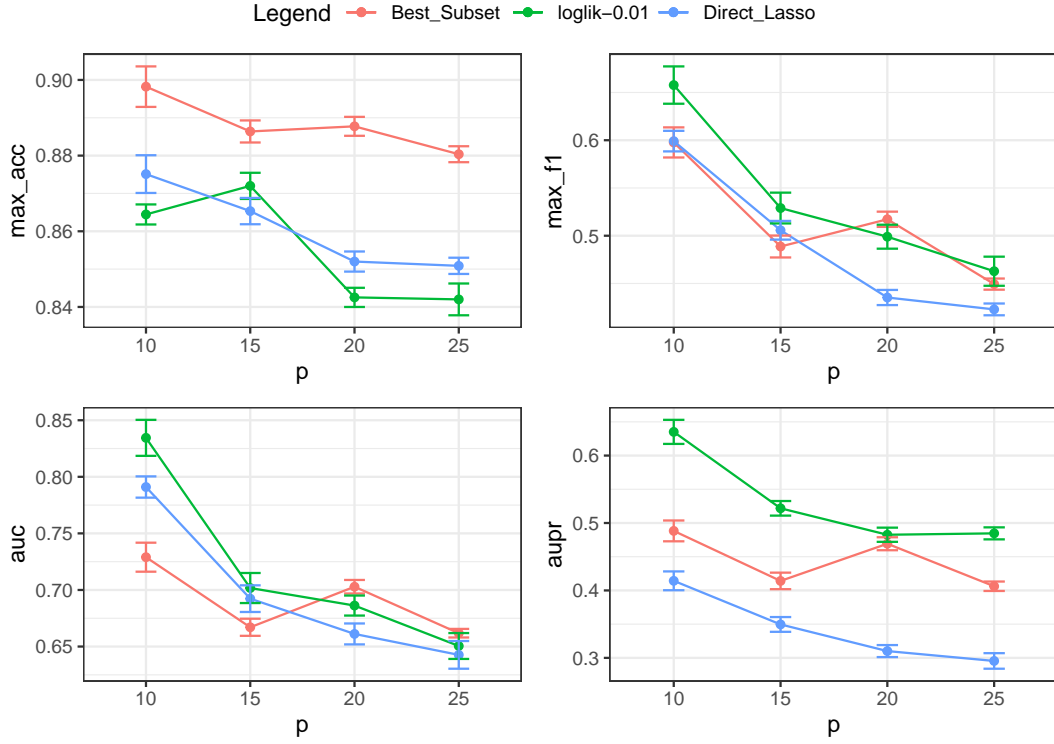 Legend Best_Subset loglik−0.01 Direct_Lasso
max_acc
0.90
0.88
0.86
0.84
10 15 20 25
p
max_f1
0.6
0.5
10 15 20 25
p
auc
0.85
0.80
0.75
0.70
0.65
10 15 20 25
p
aupr
0.6
0.5
0.4
0.3
10 15 20 25
p